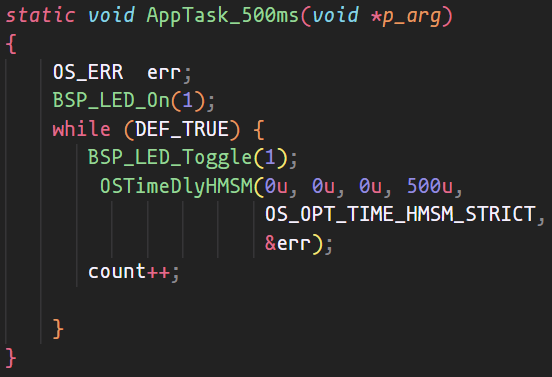 static void AppTask_500ms(void *p_arg)
{
OS_ERR  err;
BSP_LED_On(1);
while (DEF_TRUE) {
BSP_LED_Toggle(1);
OSTimeDlyHMSM(0u, 0u, 0u, 500u,
OS_OPT_TIME_HMSM_STRICT,
&err);
count++;
}
}